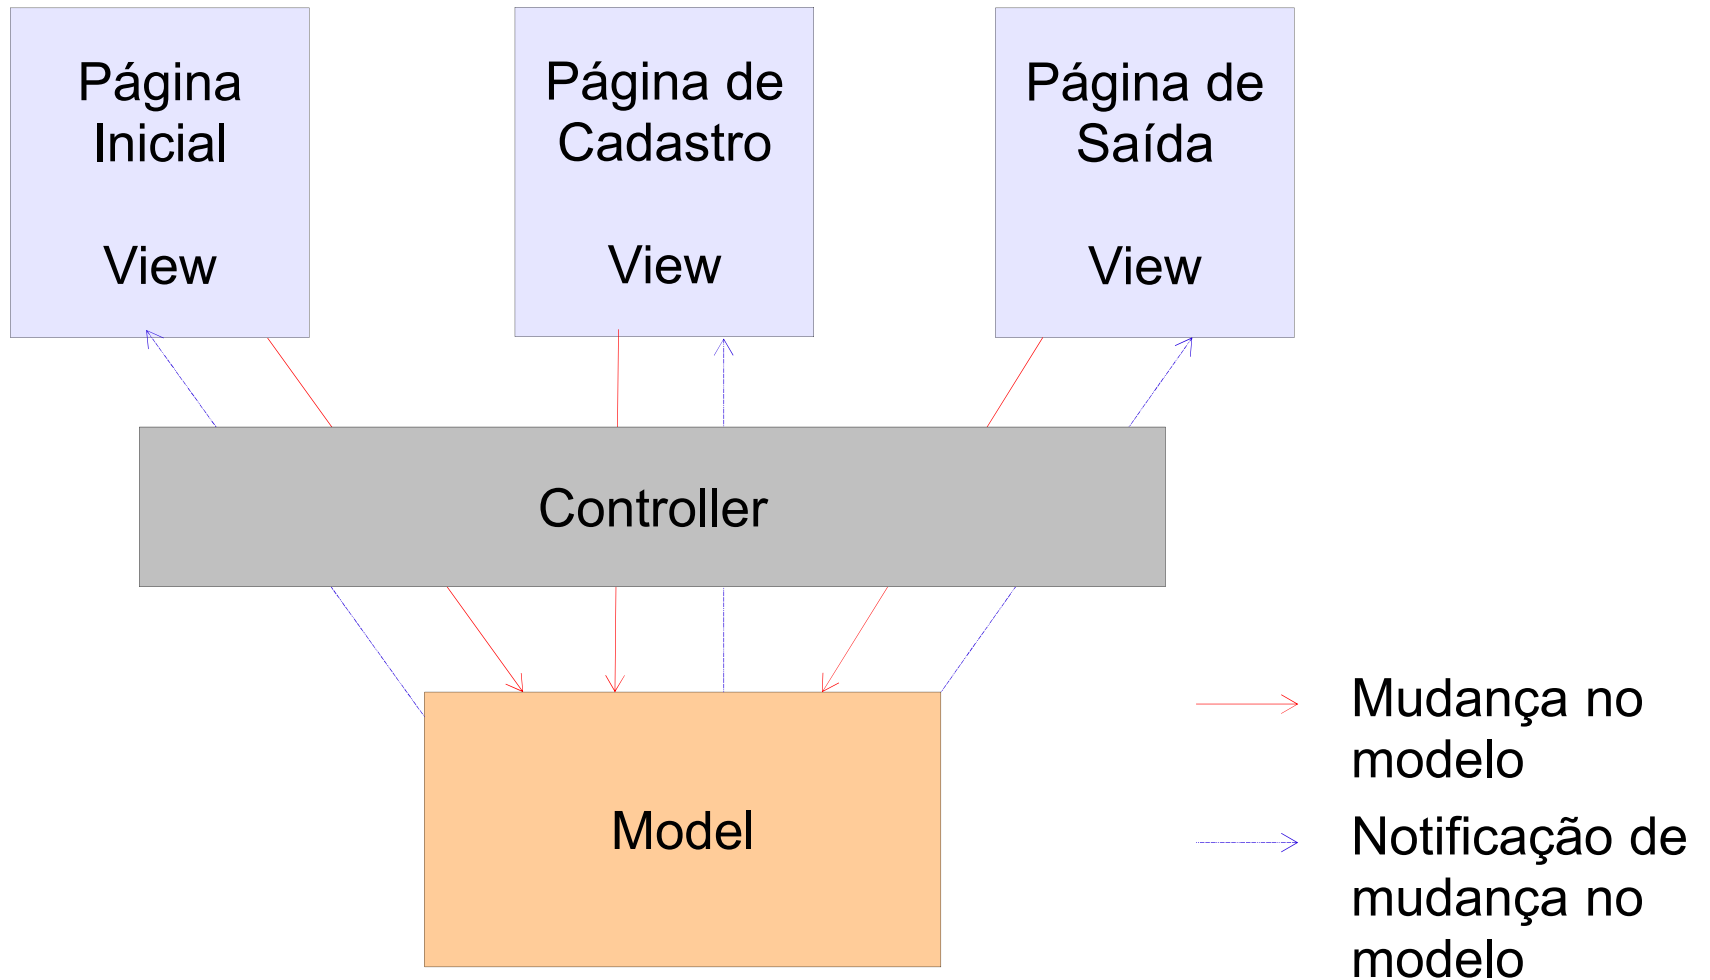 Página
Inicial
View
Página de
Cadastro
View
Página de
Saída
View
Controller
Model
Mudança no
modelo
Notificação de
mudança no
modelo